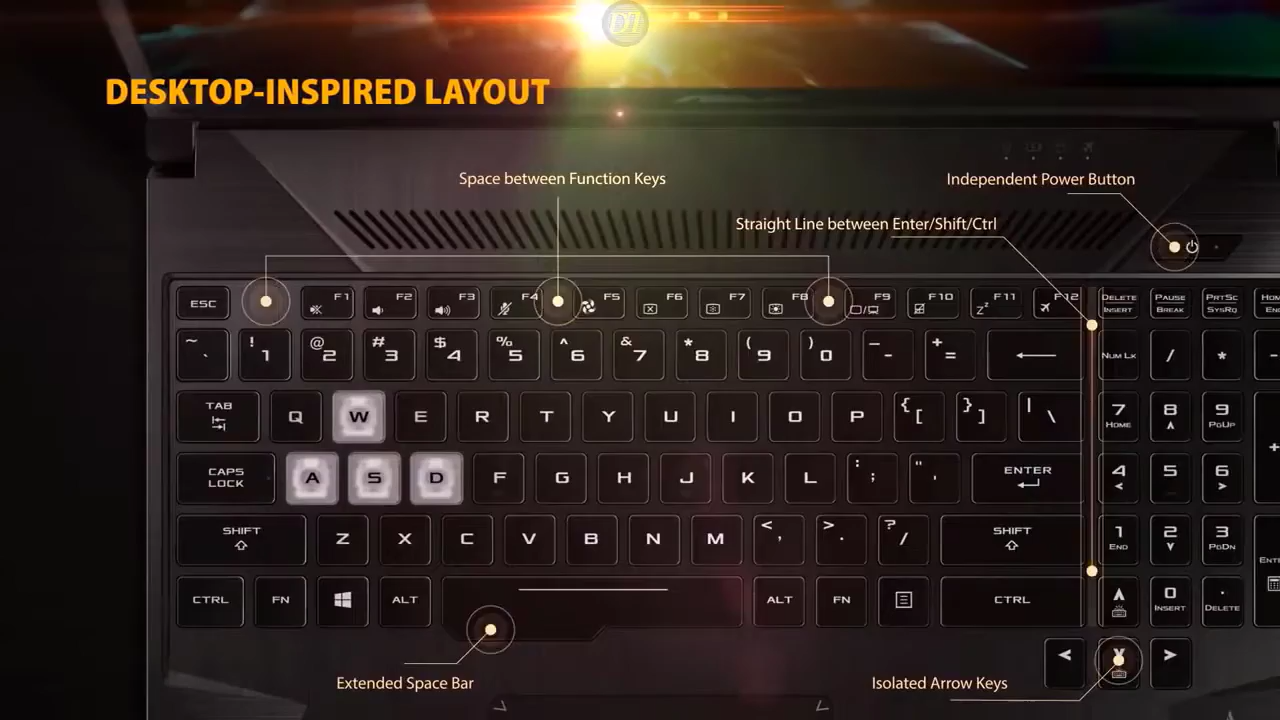 DI
DESKTOP-INSPIRED LAYOUT
Space between Function Keys
Independent Power Button
Straight Line between Enter/Shift/Ctrl
ESC F1 F2 F3 F4 F5 F6 F7 F8 F9 F10 F11 F12 DELETE INSERT PAUSE BREAK PRTSC SYSRQ
~ ` ! 1 @ 2 # 3 $ 4 % 5 ^ 6 & 7 * 8 ( 9 ) 0 _ - + = NUM LK / * -
TAB Q W E R T Y U I O P { [ } ] | \ 7 HOME 8 9 PGUP +
CAPS LOCK A S D F G H J K L : ; " ' ENTER 4 5 6
SHIFT Z X C V B N M < , > . ? / SHIFT 1 END 2 3 PGDN
CTRL FN ALT ALT FN CTRL 0 INSERT . DELETE
Extended Space Bar
Isolated Arrow Keys